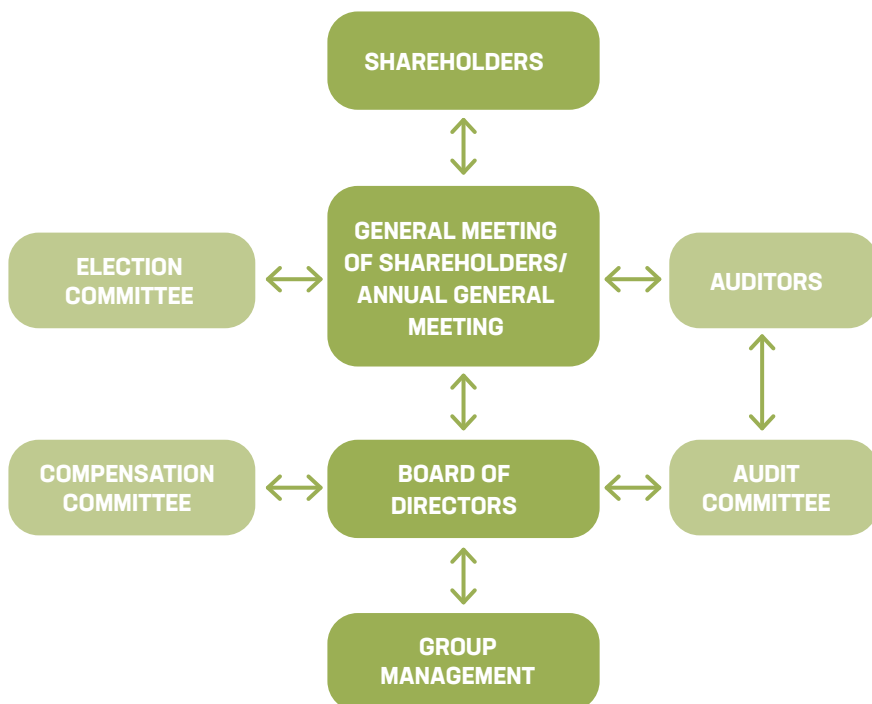 SHAREHOLDERS
GENERAL MEETING
OF SHAREHOLDERS/
ANNUAL GENERAL
MEETING
ELECTION
COMMITTEE
AUDITORS
COMPENSATION
COMMITTEE
BOARD OF
DIRECTORS
AUDIT
COMMITTEE
GROUP
MANAGEMENT